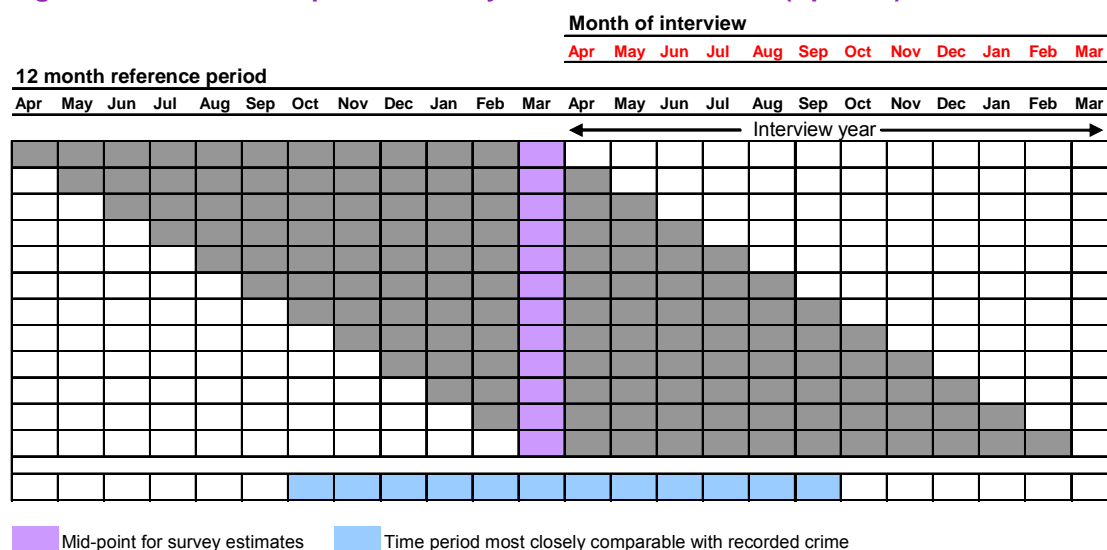 Month of interview
Apr May Jun Jul Aug Sep Oct Nov Dec Jan Feb Mar
12 month reference period
Apr May Jun Jul Aug Sep Oct Nov Dec Jan Feb Mar Apr May Jun Jul Aug Sep Oct Nov Dec Jan Feb Mar
Interview year
Mid-point for survey estimates Time period most closely comparable with recorded crime